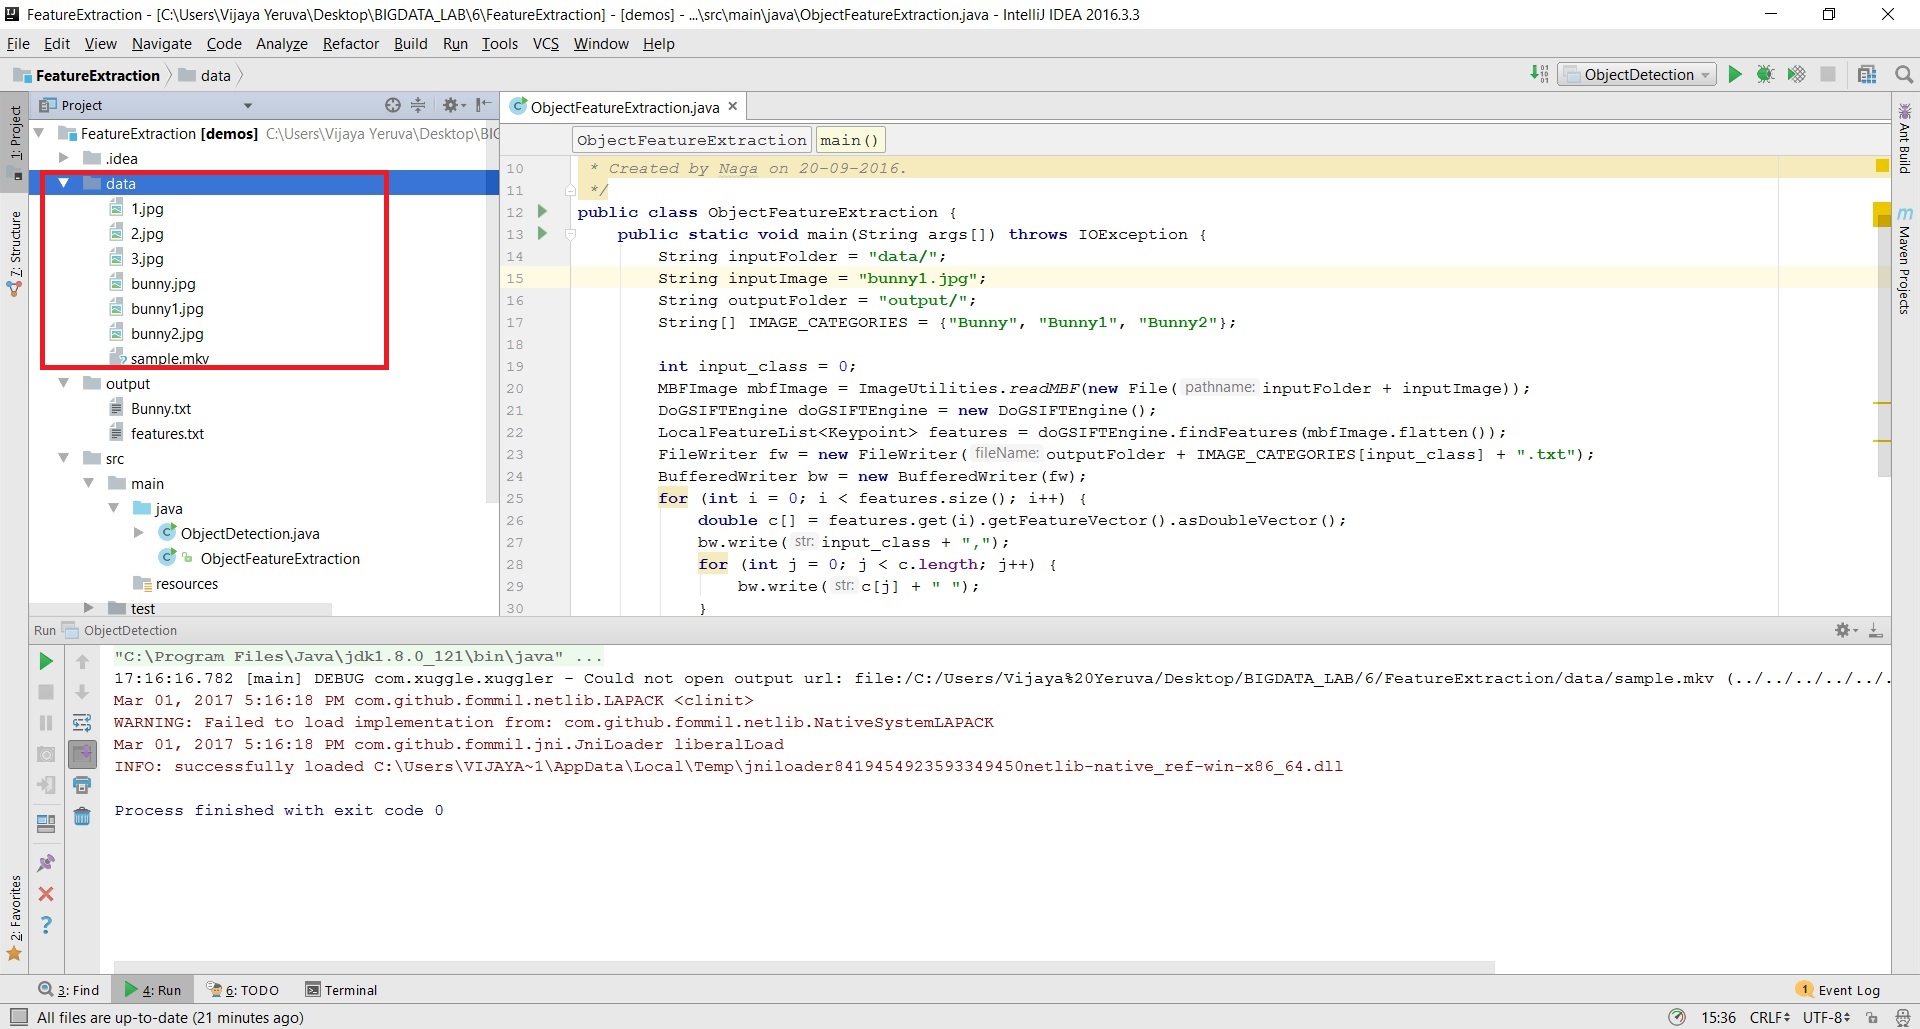 FeatureExtraction - [C:\Users\Vijaya Yeruva\Desktop\BIGDATA_LAB\6\FeatureExtraction] - [demos] - ...\src\main\java\ObjectFeatureExtraction.java - IntelliJ IDEA 2016.3.3
File Edit View Navigate Code Analyze Refactor Build Run Tools VCS Window Help
FeatureExtraction data
ObjectDetection
1: Project
7: Structure
2: Favorites
Project
FeatureExtraction [demos] C:\Users\Vijaya Yeruva\Desktop\BIG
.idea
data
1.jpg
2.jpg
3.jpg
bunny.jpg
bunny1.jpg
bunny2.jpg
sample.mkv
output
Bunny.txt
features.txt
src
main
java
ObjectDetection.java
ObjectFeatureExtraction
resources
test
ObjectFeatureExtraction.java
ObjectFeatureExtraction main()
10 * Created by Naga on 20-09-2016.
11 */
12 public class ObjectFeatureExtraction {
13 public static void main(String args[]) throws IOException {
14 String inputFolder = "data/";
15 String inputImage = "bunny1.jpg";
16 String outputFolder = "output/";
17 String[] IMAGE_CATEGORIES = {"Bunny", "Bunny1", "Bunny2"};
18
19 int input_class = 0;
20 MBFImage mbfImage = ImageUtilities.readMBF(new File( pathname: inputFolder + inputImage));
21 DoGSIFTEngine doGSIFTEngine = new DoGSIFTEngine();
22 LocalFeatureList<Keypoint> features = doGSIFTEngine.findFeatures(mbfImage.flatten());
23 FileWriter fw = new FileWriter( fileName: outputFolder + IMAGE_CATEGORIES[input_class] + ".txt");
24 BufferedWriter bw = new BufferedWriter(fw);
25 for (int i = 0; i < features.size(); i++) {
26 double c[] = features.get(i).getFeatureVector().asDoubleVector();
27 bw.write( str: input_class + ",");
28 for (int j = 0; j < c.length; j++) {
29 bw.write( str: c[j] + " ");
30 }
Ant Build
m Maven Projects
Run ObjectDetection
"C:\Program Files\Java\jdk1.8.0_121\bin\java" ...
17:16:16.782 [main] DEBUG com.xuggle.xuggler - Could not open output url: file:/C:/Users/Vijaya%20Yeruva/Desktop/BIGDATA_LAB/6/FeatureExtraction/data/sample.mkv (../../../../../.
Mar 01, 2017 5:16:18 PM com.github.fommil.netlib.LAPACK <clinit>
WARNING: Failed to load implementation from: com.github.fommil.netlib.NativeSystemLAPACK
Mar 01, 2017 5:16:18 PM com.github.fommil.jni.JniLoader liberalLoad
INFO: successfully loaded C:\Users\VIJAYA~1\AppData\Local\Temp\jniloader8419454923593349450netlib-native_ref-win-x86_64.dll
Process finished with exit code 0
3: Find 4: Run 6: TODO Terminal
1 Event Log
All files are up-to-date (21 minutes ago)
15:36 CRLF UTF-8